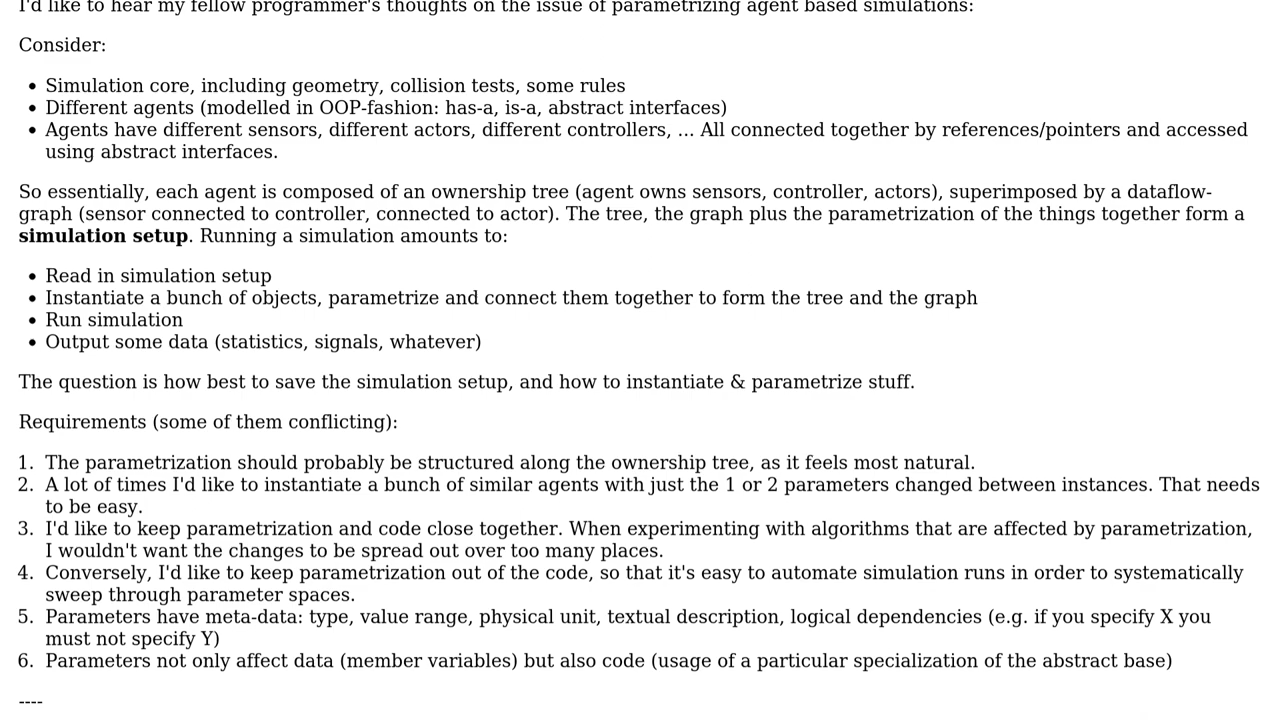 I'd like to hear my fellow programmer's thoughts on the issue of parametrizing agent based simulations:
Consider:
• Simulation core, including geometry, collision tests, some rules
• Different agents (modelled in OOP-fashion: has-a, is-a, abstract interfaces)
• Agents have different sensors, different actors, different controllers, ... All connected together by references/pointers and accessed
using abstract interfaces.
So essentially, each agent is composed of an ownership tree (agent owns sensors, controller, actors), superimposed by a dataflow-
graph (sensor connected to controller, connected to actor). The tree, the graph plus the parametrization of the things together form a
simulation setup. Running a simulation amounts to:
• Read in simulation setup
• Instantiate a bunch of objects, parametrize and connect them together to form the tree and the graph
• Run simulation
• Output some data (statistics, signals, whatever)
The question is how best to save the simulation setup, and how to instantiate & parametrize stuff.
Requirements (some of them conflicting):
1. The parametrization should probably be structured along the ownership tree, as it feels most natural.
2. A lot of times I'd like to instantiate a bunch of similar agents with just the 1 or 2 parameters changed between instances. That needs
to be easy.
3. I'd like to keep parametrization and code close together. When experimenting with algorithms that are affected by parametrization,
I wouldn't want the changes to be spread out over too many places.
4. Conversely, I'd like to keep parametrization out of the code, so that it's easy to automate simulation runs in order to systematically
sweep through parameter spaces.
5. Parameters have meta-data: type, value range, physical unit, textual description, logical dependencies (e.g. if you specify X you
must not specify Y)
6. Parameters not only affect data (member variables) but also code (usage of a particular specialization of the abstract base)
----